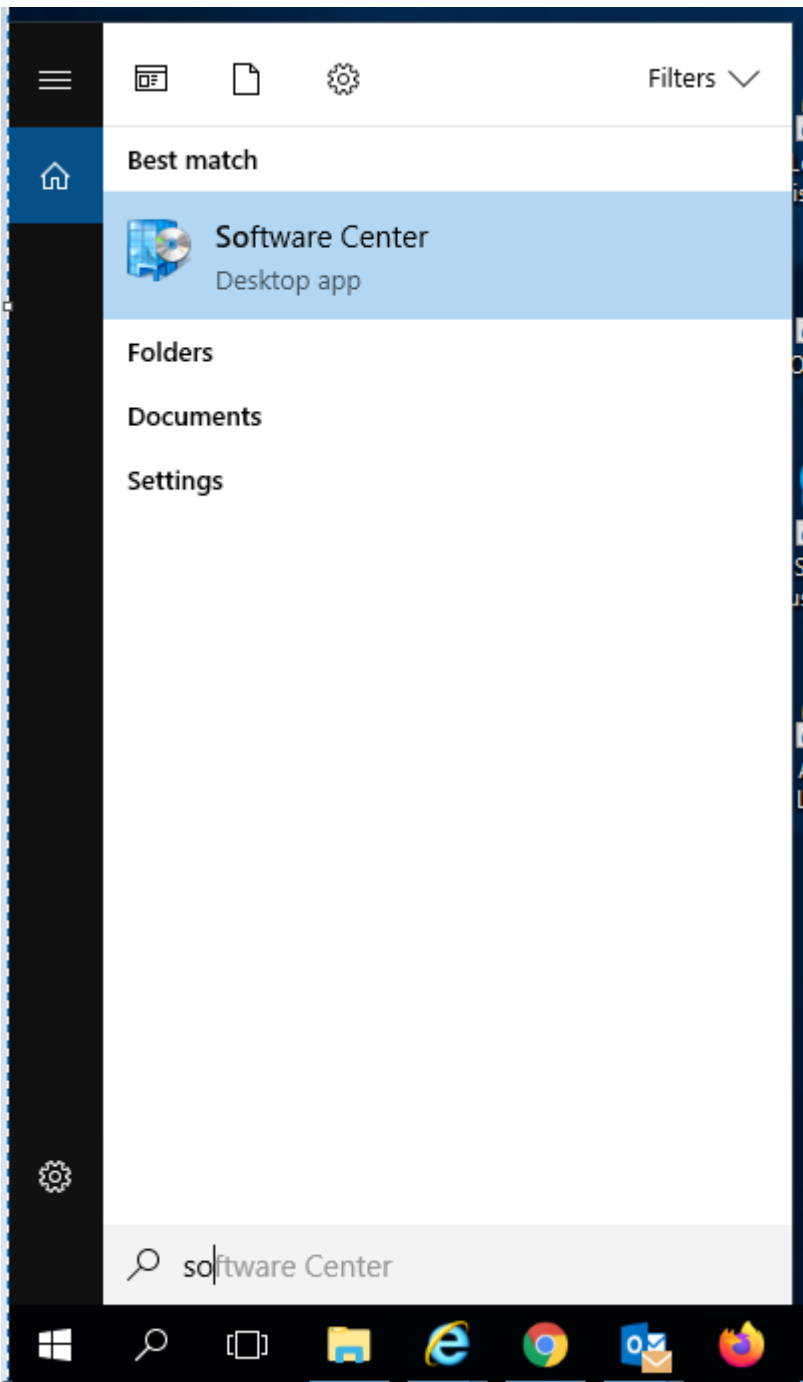 Filters
Best match
Software Center
Desktop app
Folders
Documents
Settings
software Center